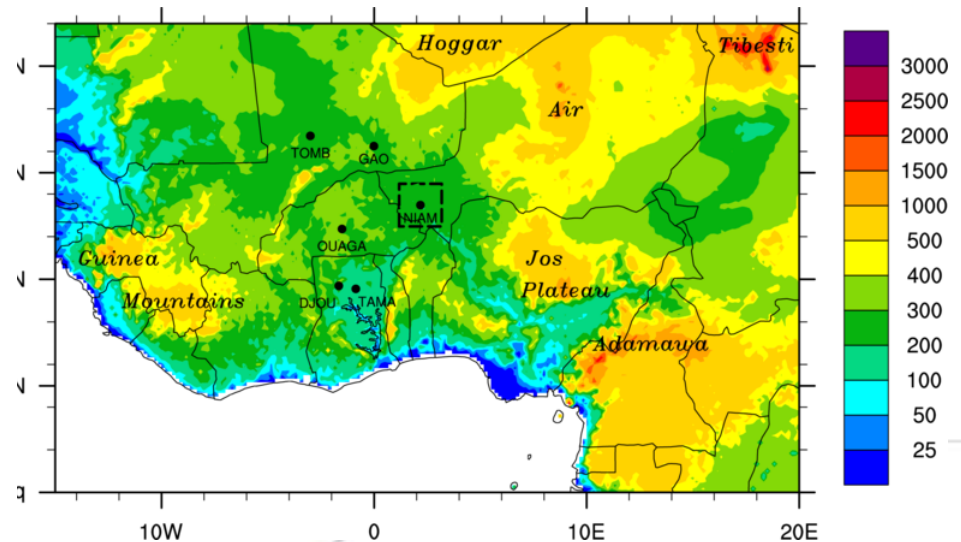 Hoggar
Tibesti
Air
TOMB
GAO
NIAM
OUAGA
Guinea
Jos
Plateau
DJOU
TAMA
Mountains
Adamawa
10W
0
10E
20E
3000
2500
2000
1500
1000
500
400
300
200
100
50
25